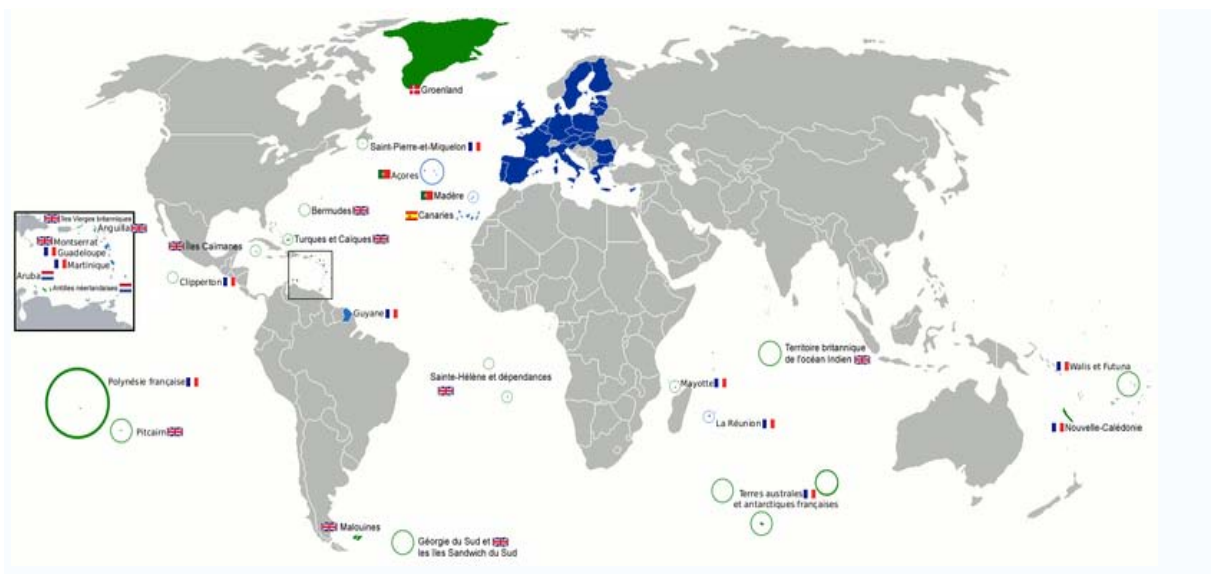 Groenland
Saint-Pierre-et-Miquelon
Açores
Madère
Canaries
Bermudes
Turques et Caïques
Îles Caïmanes
Clipperton
Îles Vierges britanniques
Anguilla
Montserrat
Guadeloupe
Martinique
Aruba
Antilles néerlandaises
Guyane
Territoire britannique
de l'océan Indien
Walis et Futuna
Sainte-Hélène et dépendances
Polynésie française
Mayotte
La Réunion
Nouvelle-Calédonie
Pitcairn
Terres australes
et antarctiques françaises
Malouines
Géorgie du Sud et
les îles Sandwich du Sud